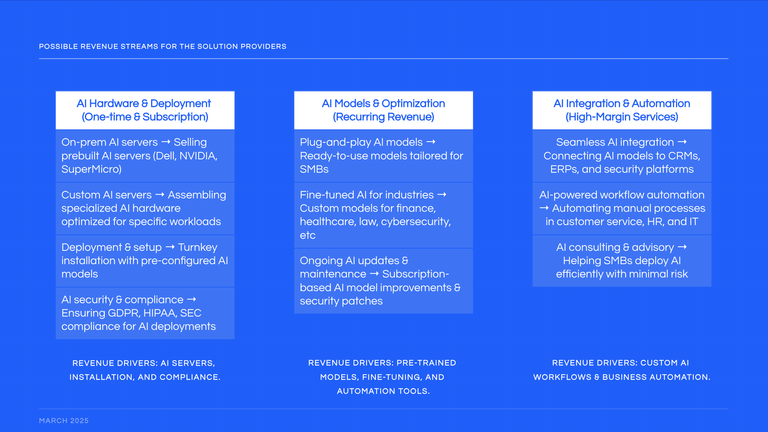 POSSIBLE REVENUE STREAMS FOR THE SOLUTION PROVIDERS
AI Hardware & Deployment
(One-time & Subscription)
On-prem AI servers → Selling
prebuilt AI servers (Dell, NVIDIA,
SuperMicro)
Custom AI servers → Assembling
specialized AI hardware
optimized for specific workloads
Deployment & setup → Turnkey
installation with pre-configured AI
models
AI security & compliance →
Ensuring GDPR, HIPAA, SEC
compliance for AI deployments
REVENUE DRIVERS: AI SERVERS,
INSTALLATION, AND COMPLIANCE.
AI Models & Optimization
(Recurring Revenue)
Plug-and-play AI models →
Ready-to-use models tailored for
SMBs
Fine-tuned AI for industries →
Custom models for finance,
healthcare, law, cybersecurity,
etc
Ongoing AI updates &
maintenance → Subscription-
based AI model improvements &
security patches
REVENUE DRIVERS: PRE-TRAINED
MODELS, FINE-TUNING, AND
AUTOMATION TOOLS.
AI Integration & Automation
(High-Margin Services)
Seamless AI integration →
Connecting AI models to CRMs,
ERPs, and security platforms
AI-powered workflow automation
→ Automating manual processes
in customer service, HR, and IT
AI consulting & advisory →
Helping SMBs deploy AI
efficiently with minimal risk
REVENUE DRIVERS: CUSTOM AI
WORKFLOWS & BUSINESS AUTOMATION.
MARCH 2025